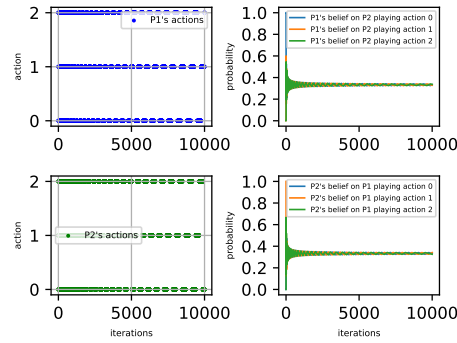 action
2
1
0
P1's actions
0
5000
10000
probability
1.0
0.8
0.6
0.4
0.2
0.0
P1's belief on P2 playing action 0
P1's belief on P2 playing action 1
P1's belief on P2 playing action 2
0
5000
10000
action
2
1
0
P2's actions
0
5000
10000
iterations
probability
1.0
0.8
0.6
0.4
0.2
0.0
P2's belief on P1 playing action 0
P2's belief on P1 playing action 1
P2's belief on P1 playing action 2
0
5000
10000
iterations